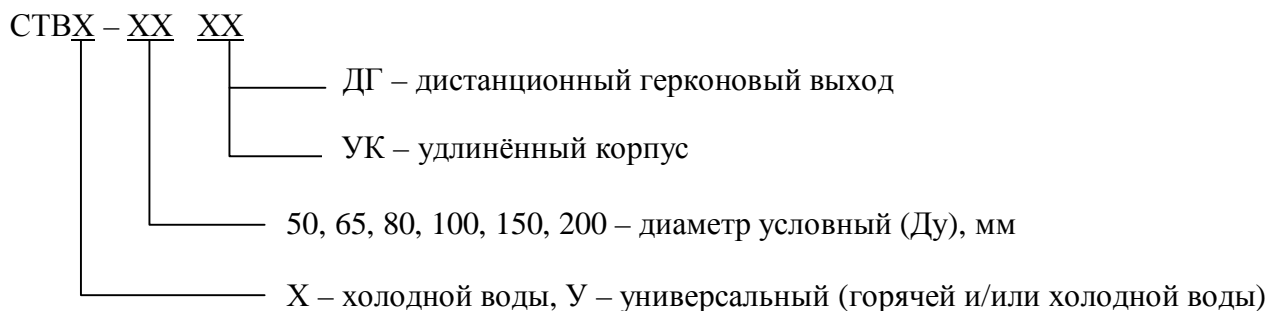 СТВХ – ХХ ХХ
ДГ – дистанционный герконовый выход
УК – удлинённый корпус
50, 65, 80, 100, 150, 200 – диаметр условный (Ду), мм
Х – холодной воды, У – универсальный (горячей и/или холодной воды)